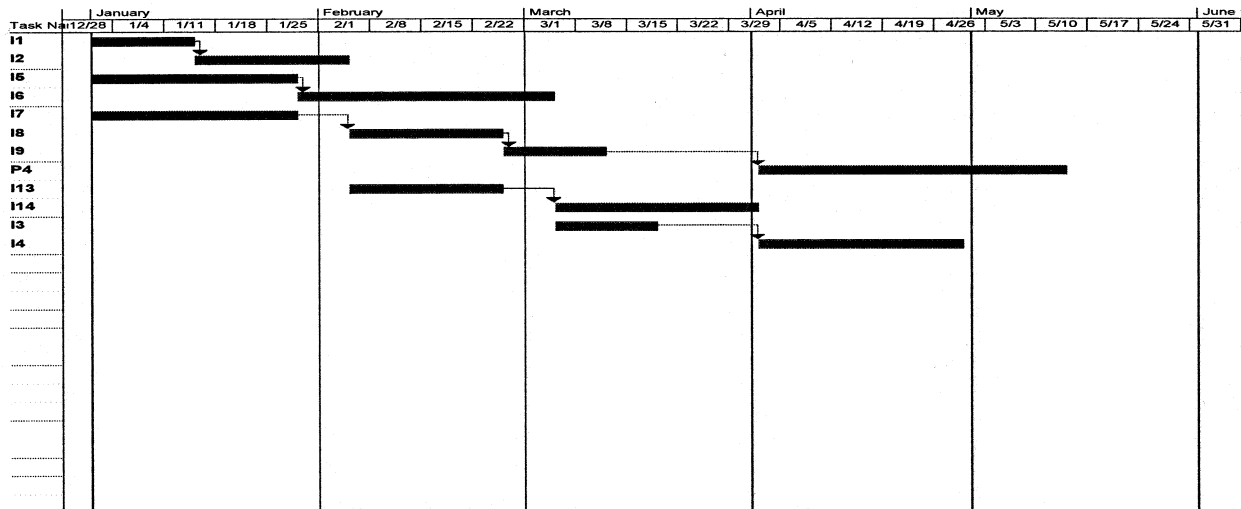 January February March April May June
Task Na 12/28 1/4 1/11 1/18 1/25 2/1 2/8 2/15 2/22 3/1 3/8 3/15 3/22 3/29 4/5 4/12 4/19 4/26 5/3 5/10 5/17 5/24 5/31
I1
I2
I5
I6
I7
I8
I9
P4
I13
I14
I3
I4